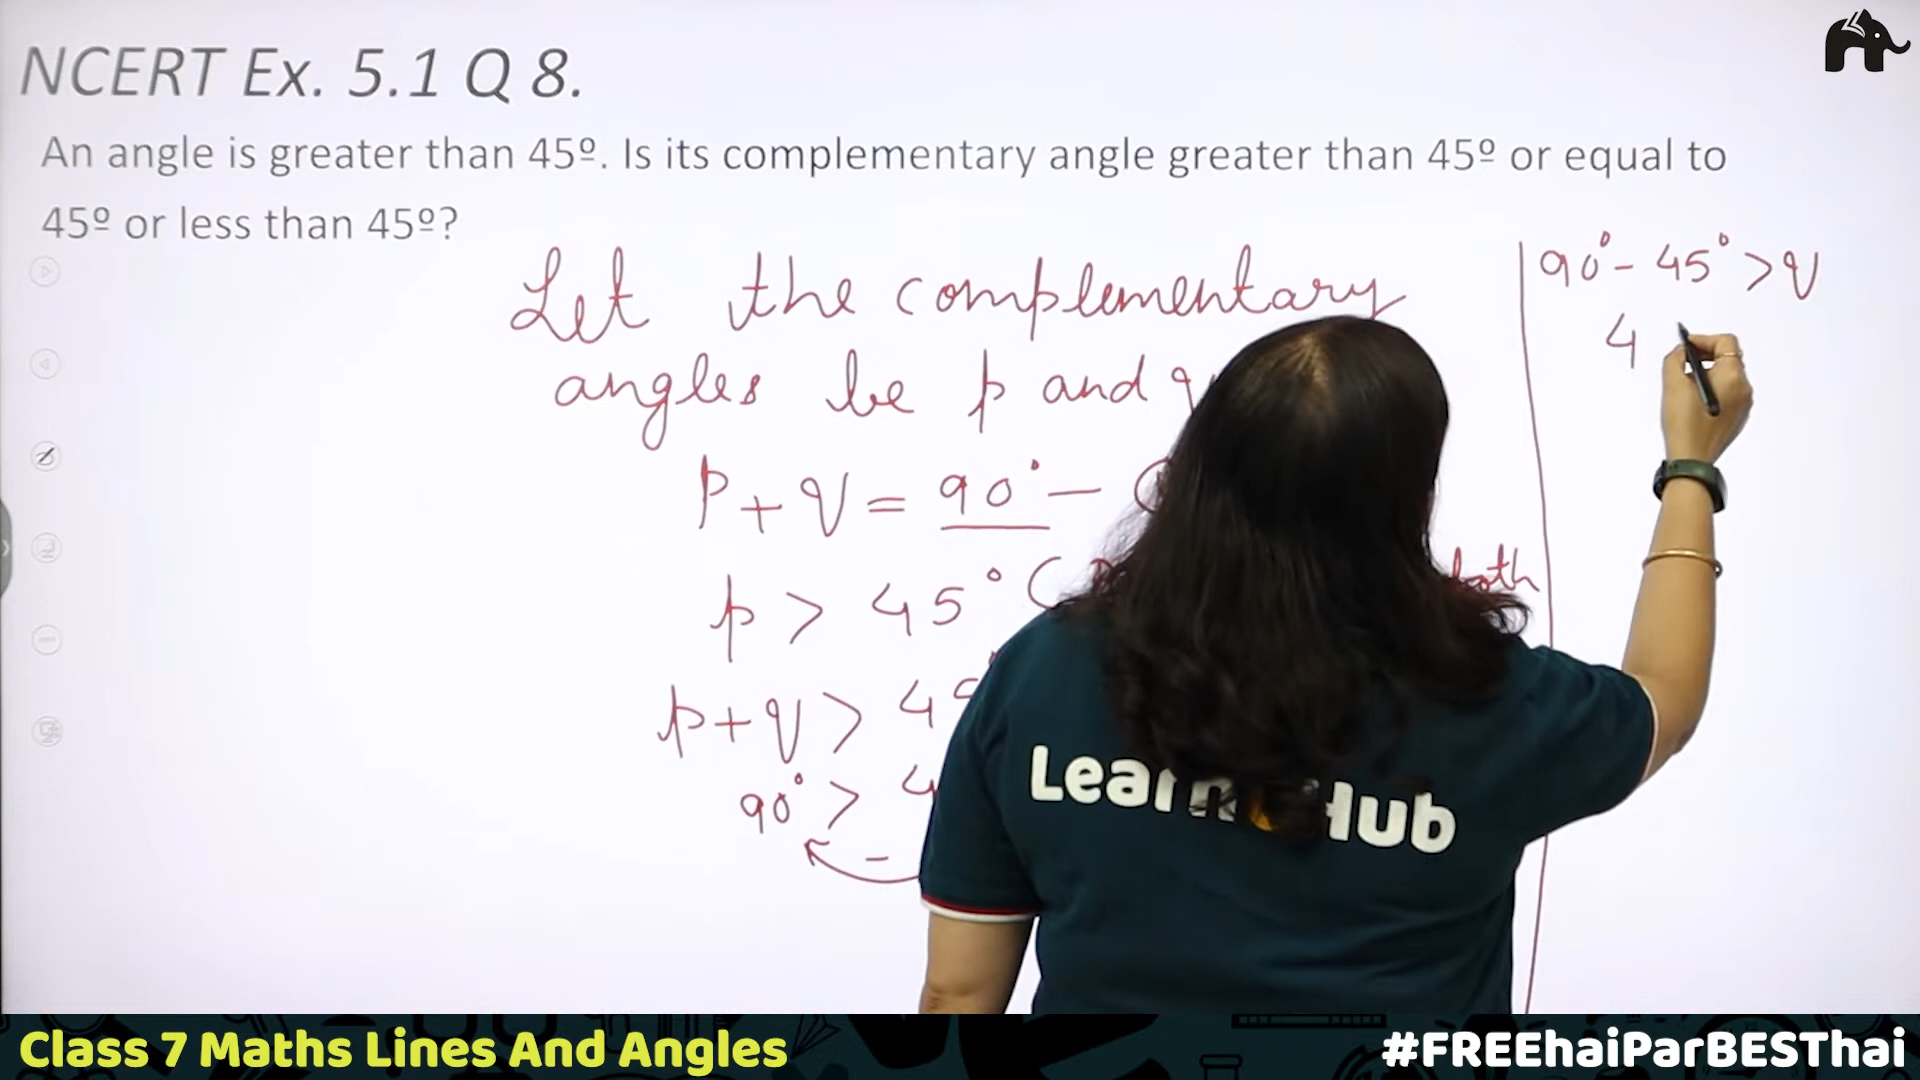 NCERT Ex. 5.1 Q 8.
An angle is greater than 45º. Is its complementary angle greater than 45º or equal to
45º or less than 45º?
Let the complementary
angles be p and q
p + q = 90° —
p > 45° (
both
p + q > 45
90° > 4
–
90° - 45° > q
4
Learn Hub
Class 7 Maths Lines And Angles
#FREEhaiParBESThai